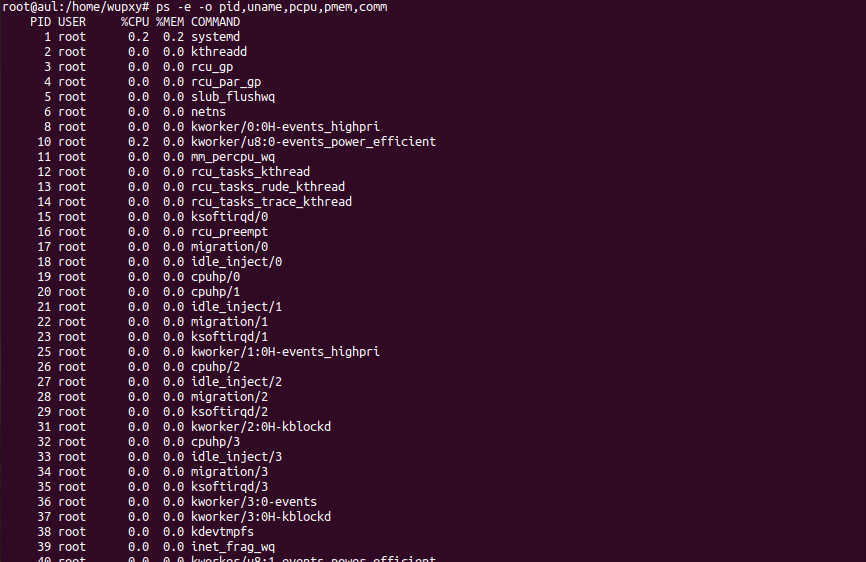 root@aul:/home/wupxy# ps -e -o pid,uname,pcpu,pmem,comm
    PID USER     %CPU %MEM COMMAND
      1 root      0.2  0.2 systemd
      2 root      0.0  0.0 kthreadd
      3 root      0.0  0.0 rcu_gp
      4 root      0.0  0.0 rcu_par_gp
      5 root      0.0  0.0 slub_flushwq
      6 root      0.0  0.0 netns
      8 root      0.0  0.0 kworker/0:0H-events_highpri
     10 root      0.2  0.0 kworker/u8:0-events_power_efficient
     11 root      0.0  0.0 mm_percpu_wq
     12 root      0.0  0.0 rcu_tasks_kthread
     13 root      0.0  0.0 rcu_tasks_rude_kthread
     14 root      0.0  0.0 rcu_tasks_trace_kthread
     15 root      0.0  0.0 ksoftirqd/0
     16 root      0.0  0.0 rcu_preempt
     17 root      0.0  0.0 migration/0
     18 root      0.0  0.0 idle_inject/0
     19 root      0.0  0.0 cpuhp/0
     20 root      0.0  0.0 cpuhp/1
     21 root      0.0  0.0 idle_inject/1
     22 root      0.0  0.0 migration/1
     23 root      0.0  0.0 ksoftirqd/1
     25 root      0.0  0.0 kworker/1:0H-events_highpri
     26 root      0.0  0.0 cpuhp/2
     27 root      0.0  0.0 idle_inject/2
     28 root      0.0  0.0 migration/2
     29 root      0.0  0.0 ksoftirqd/2
     31 root      0.0  0.0 kworker/2:0H-kblockd
     32 root      0.0  0.0 cpuhp/3
     33 root      0.0  0.0 idle_inject/3
     34 root      0.0  0.0 migration/3
     35 root      0.0  0.0 ksoftirqd/3
     36 root      0.0  0.0 kworker/3:0-events
     37 root      0.0  0.0 kworker/3:0H-kblockd
     38 root      0.0  0.0 kdevtmpfs
     39 root      0.0  0.0 inet_frag_wq
     40 root      0.0  0.0 kworker/u8:1-events_power_efficient